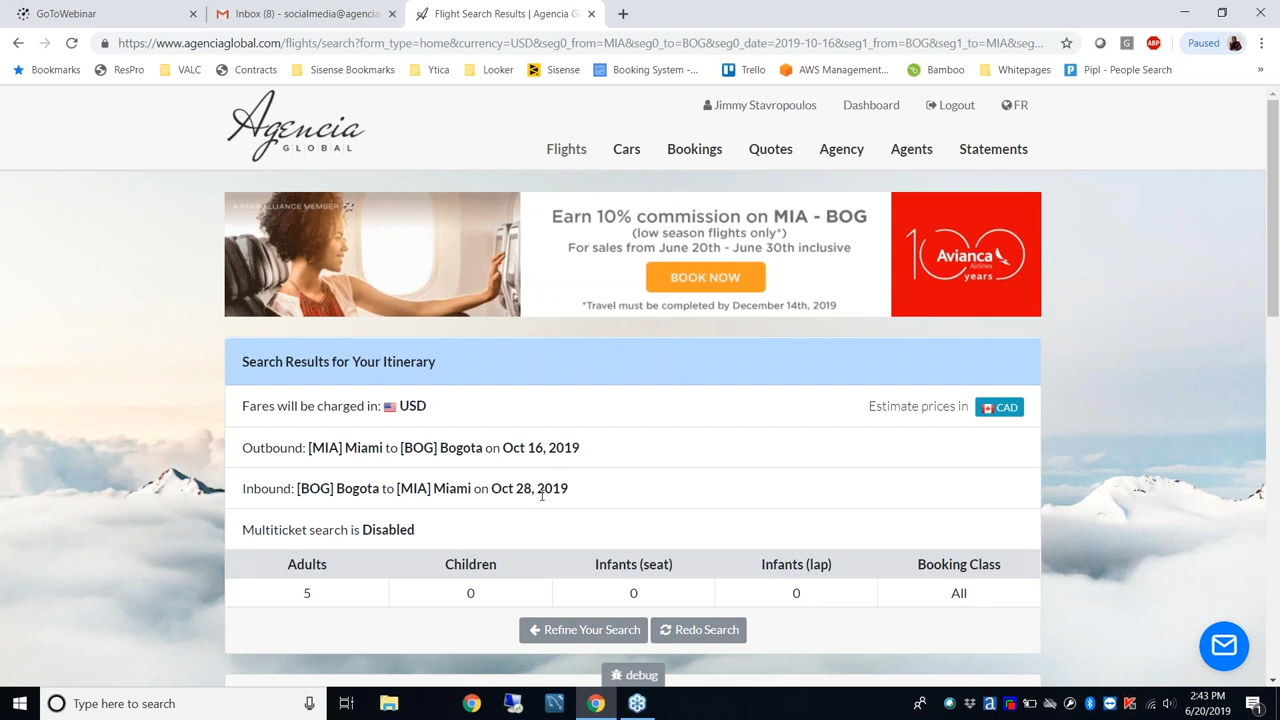 GoToWebinar
Inbox (8) - socialmedia@agencia
Flight Search Results | Agencia Gl
https://www.agenciaglobal.com/flights/search?form_type=home&currency=USD&seg0_from=MIA&seg0_to=BOG&seg0_date=2019-10-16&seg1_from=BOG&seg1_to=MIA&seg...
G
ABP
Paused
Bookmarks
ResPro
VALC
Contracts
Sisense Bookmarks
Ytica
Looker
Sisense
Booking System -...
Trello
AWS Management...
Bamboo
Whitepages
Pipl - People Search
»
Jimmy Stavropoulos
Dashboard
Logout
FR
Agencia
GLOBAL
Flights
Cars
Bookings
Quotes
Agency
Agents
Statements
A STAR ALLIANCE MEMBER
Earn 10% commission on MIA - BOG
(low season flights only*)
For sales from June 20th - June 30th inclusive
BOOK NOW
*Travel must be completed by December 14th, 2019
100
Avianca
Airlines
years
Search Results for Your Itinerary
Fares will be charged in: USD
Estimate prices in CAD
Outbound: [MIA] Miami to [BOG] Bogota on Oct 16, 2019
Inbound: [BOG] Bogota to [MIA] Miami on Oct 28, 2019
Multiticket search is Disabled
Adults Children Infants (seat) Infants (lap) Booking Class
5 0 0 0 All
Refine Your Search
Redo Search
debug
Type here to search
2:43 PM
6/20/2019